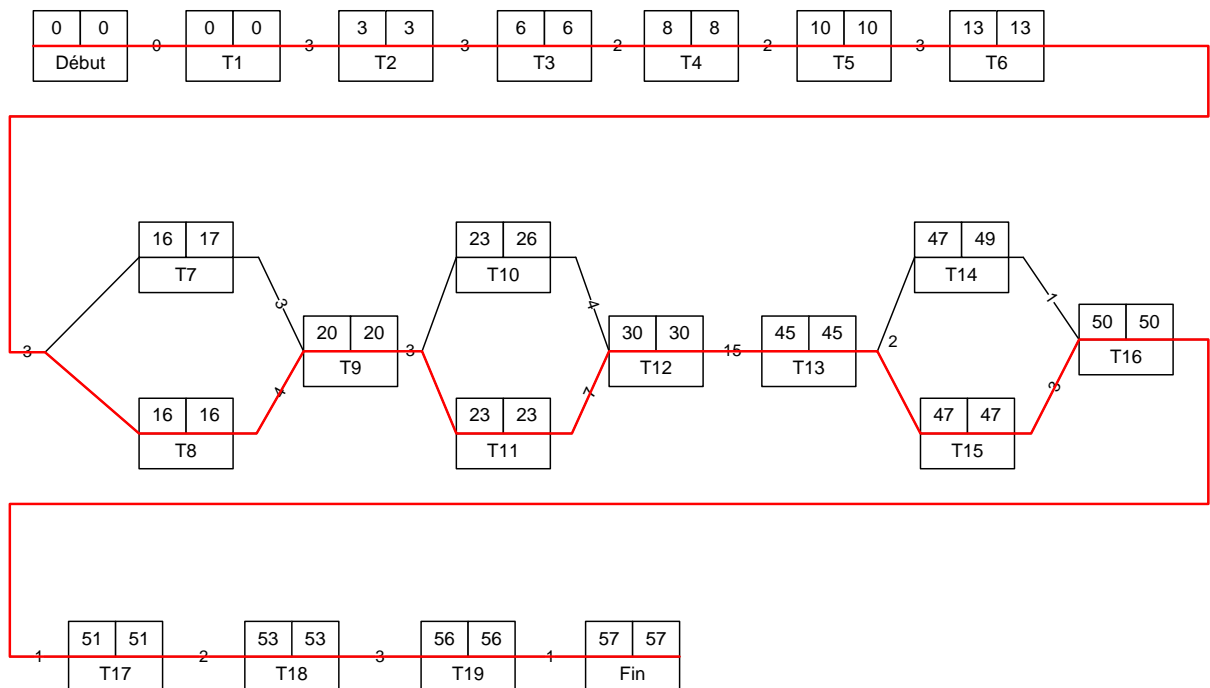 0 0 0 0 3 3 6 6 8 8 10 10 13 13
0 3 3 2 2 3
Début T1 T2 T3 T4 T5 T6
16 17 23 26 47 49
T7 T10 T14
3 4 1
20 20 30 30 45 45 50 50
3 3 15 2
T9 T12 T13 T16
4 7 3
16 16 23 23 47 47
T8 T11 T15
51 51 53 53 56 56 57 57
1 2 3 1
T17 T18 T19 Fin